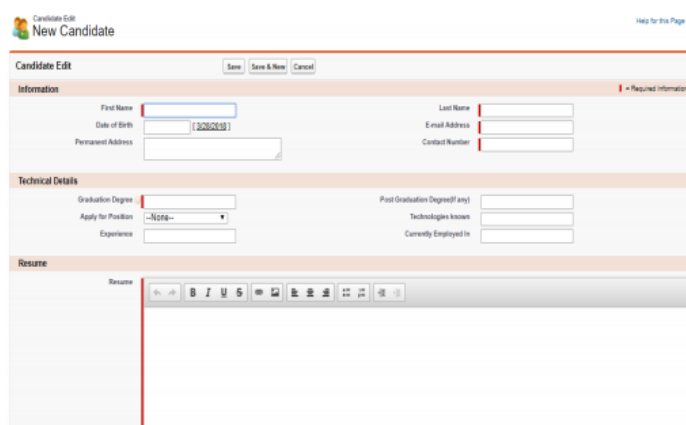 Candidate Edit
New Candidate
Help for this Page
Candidate Edit
Save Save & New Cancel
Information
= Required Information
First Name
Last Name
Date of Birth [ 3/28/2018 ]
E-mail Address
Permanent Address
Contact Number
Technical Details
Graduation Degree
Post Graduation Degree(If any)
Apply for Position --None--
Technologies known
Experience
Currently Employed In
Resume
Resume
B I U S